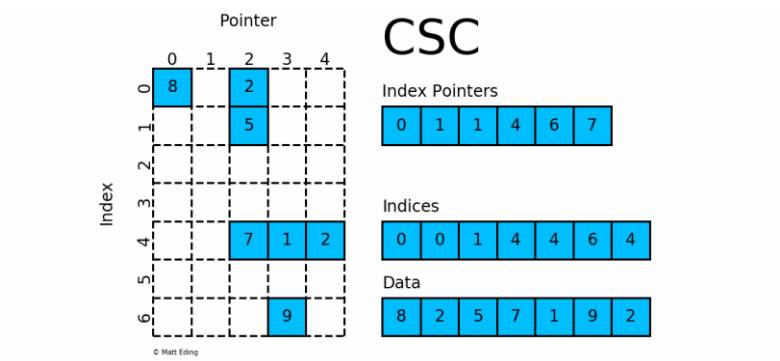 Pointer
CSC
0 1 2 3 4
0 8 2
Index Pointers
1 5
0 1 1 4 6 7
2
3
Index
Indices
4 7 1 2
0 0 1 4 4 6 4
5
Data
6 9
8 2 5 7 1 9 2
© Matt Eding